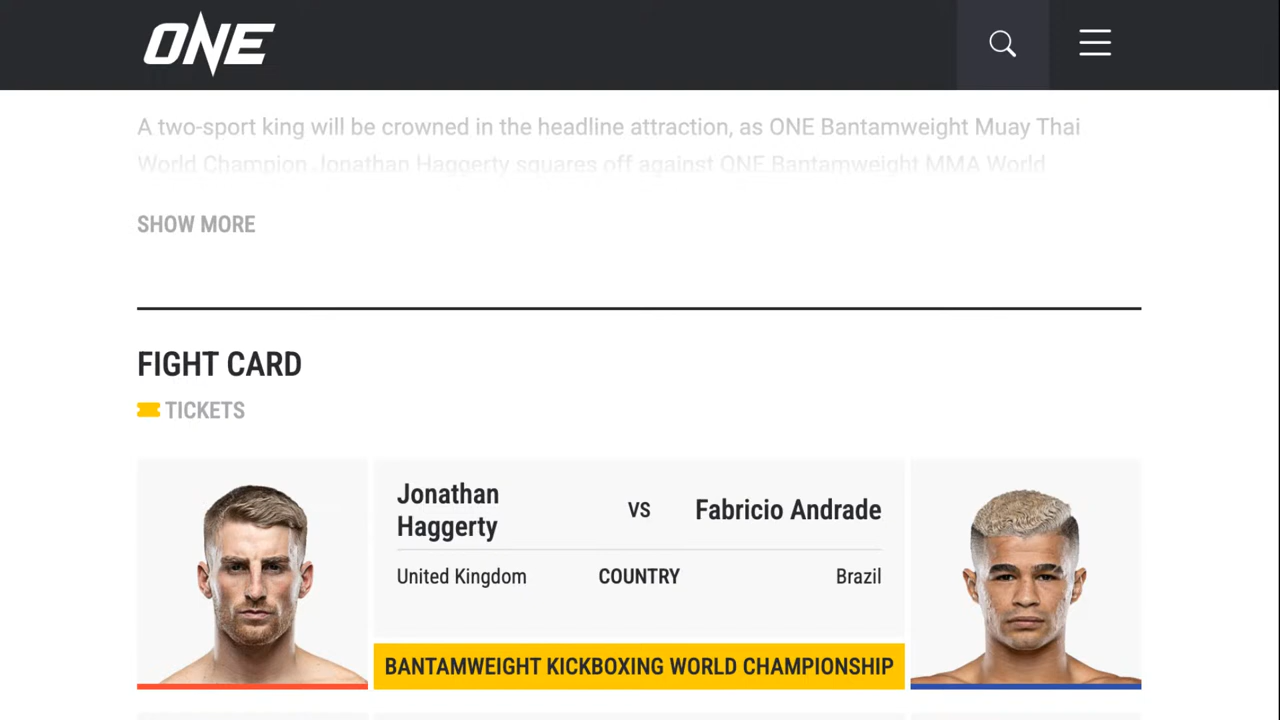 ONE
A two-sport king will be crowned in the headline attraction, as ONE Bantamweight Muay Thai
World Champion Jonathan Haggerty squares off against ONE Bantamweight MMA World
SHOW MORE
FIGHT CARD
TICKETS
Jonathan
Haggerty
VS
Fabricio Andrade
United Kingdom
COUNTRY
Brazil
BANTAMWEIGHT KICKBOXING WORLD CHAMPIONSHIP